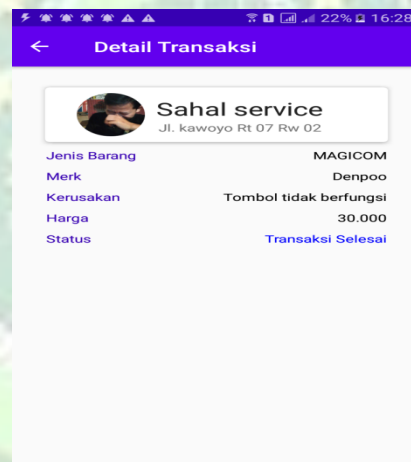 22% 16:28
Detail Transaksi
Sahal service
Jl. kawoyo Rt 07 Rw 02
Jenis Barang MAGICOM
Merk Denpoo
Kerusakan Tombol tidak berfungsi
Harga 30.000
Status Transaksi Selesai